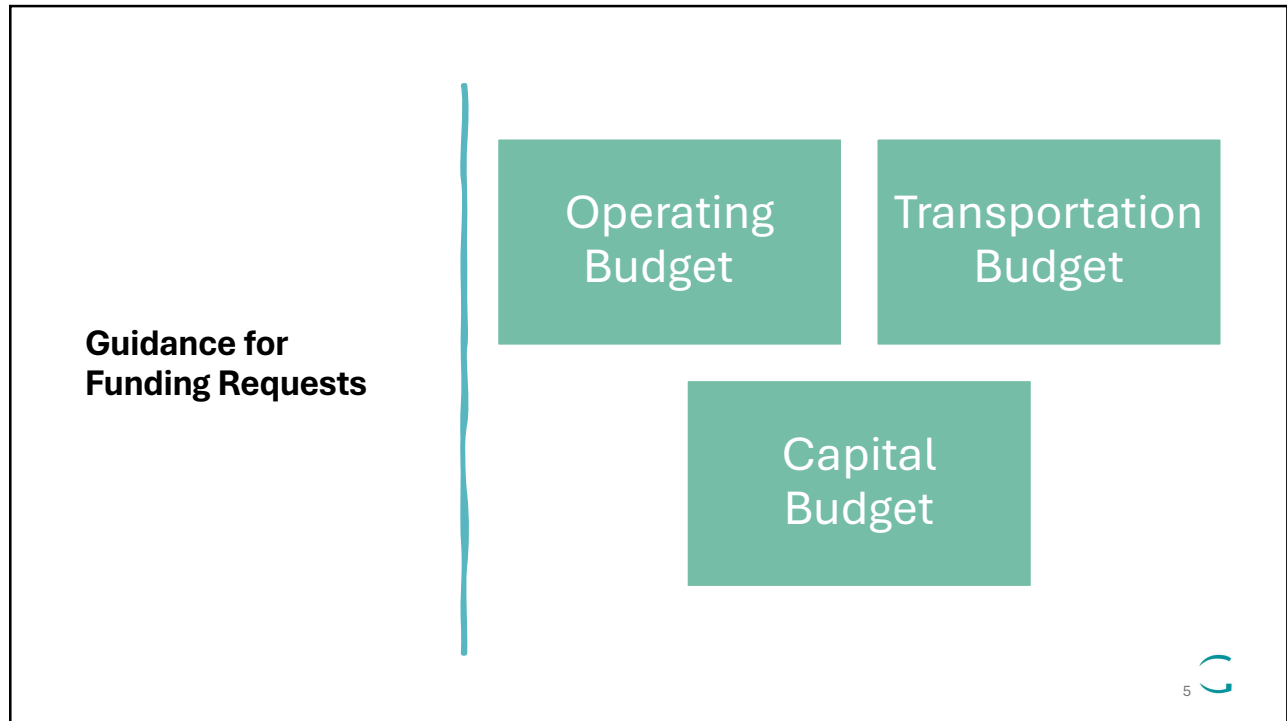 Guidance for
Funding Requests
Operating
Budget
Transportation
Budget
Capital
Budget
5